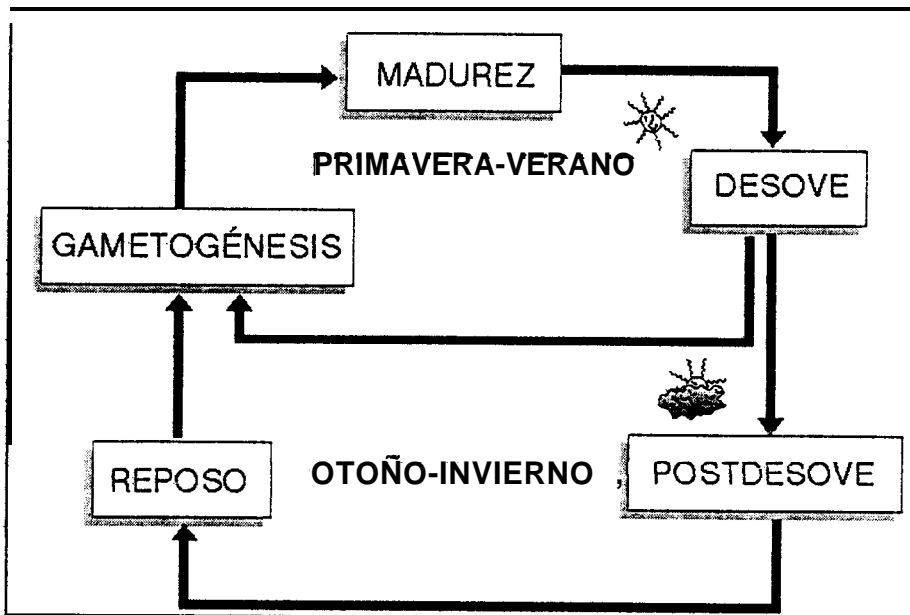 MADUREZ
PRIMAVERA-VERANO
DESOVE
GAMETOGÉNESIS
REPOSO
OTOÑO-INVIERNO
POSTDESOVE